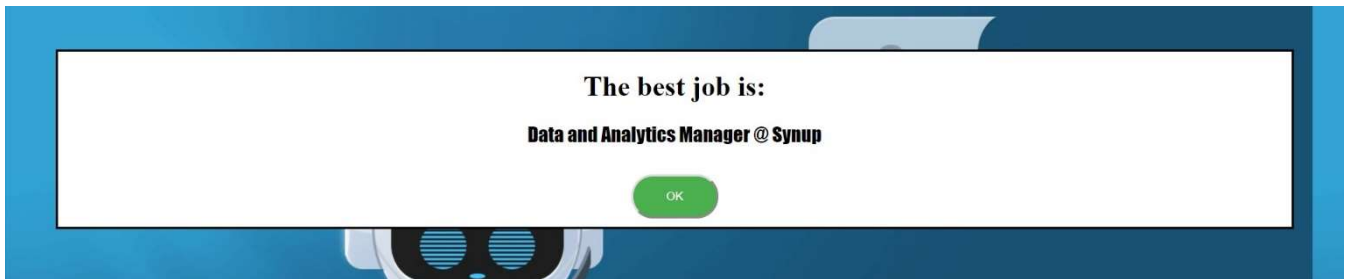 The best job is:
Data and Analytics Manager @ Synup
OK